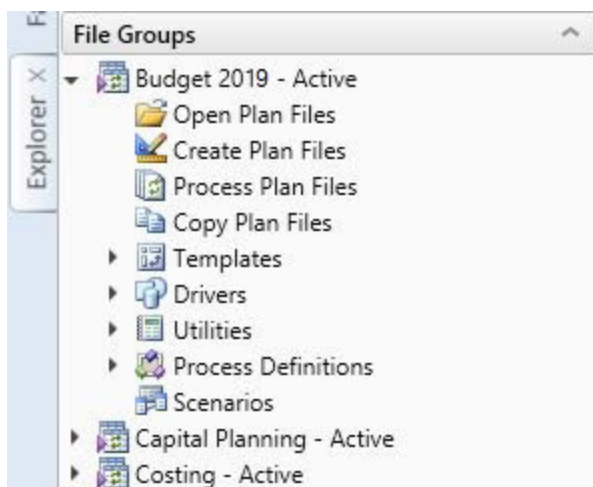 File Groups
Explorer
Budget 2019 - Active
Open Plan Files
Create Plan Files
Process Plan Files
Copy Plan Files
Templates
Drivers
Utilities
Process Definitions
Scenarios
Capital Planning - Active
Costing - Active